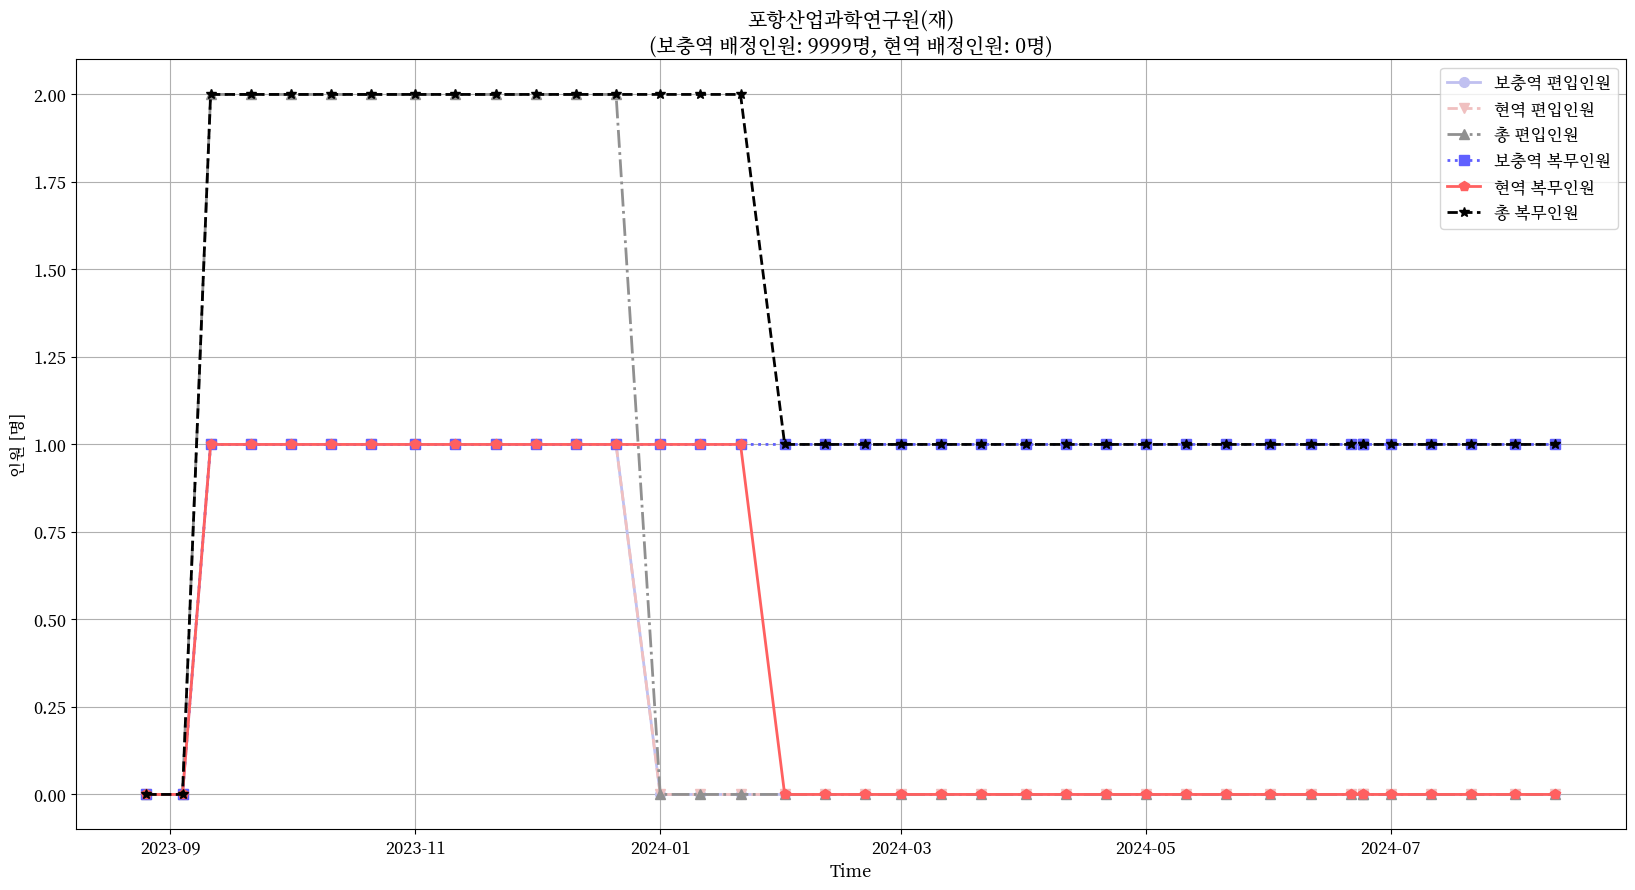 포항산업과학연구원(재)
(보충역 배정인원: 9999명, 현역 배정인원: 0명)
보충역 편입인원
현역 편입인원
총 편입인원
보충역 복무인원
현역 복무인원
총 복무인원
2.00
1.75
1.50
1.25
1.00
0.75
0.50
0.25
0.00
인원 [명]
2023-09
2023-11
2024-01
2024-03
2024-05
2024-07
Time